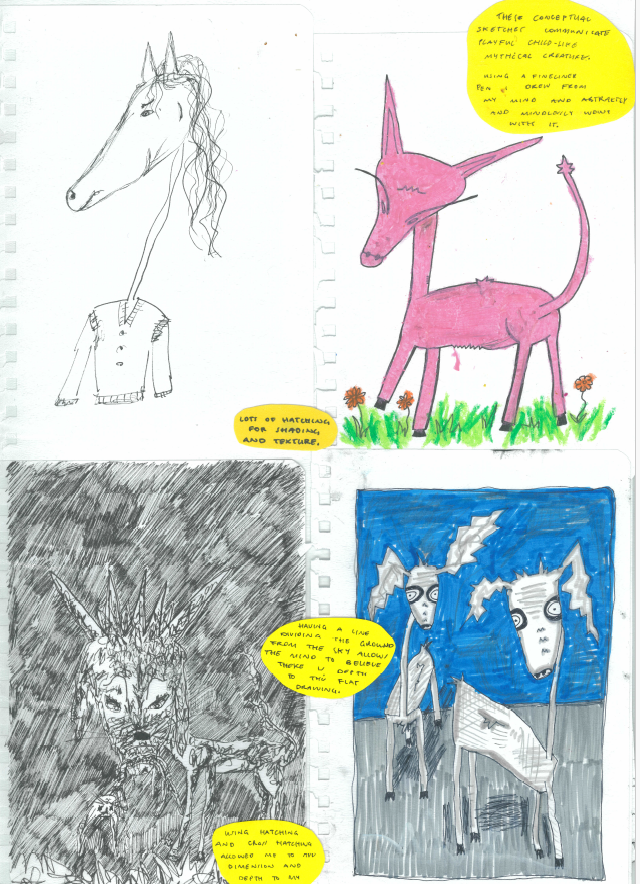 THESE CONCEPTUAL
SKETCHES COMMUNICATE
PLAYFUL CHILD-LIKE
MYTHICAL CREATURE.
USING A FINELINER
PEN I DREW FROM
MY MIND AND ABSTRACTLY
AND MINDLESSLY WENT
WITH IT.
LOTS OF HATCHING
FOR SHADING
AND TEXTURE.
HAVING A LINE
DIVIDING THE GROUND
FROM THE SKY ALLOWS
THE MIND TO BELIEVE
THERE IS DEPTH
TO THIS FLAT
DRAWING.
USING HATCHING
AND CROSS HATCHING
ALLOWED ME TO ADD
DIMENSION AND
DEPTH TO MY